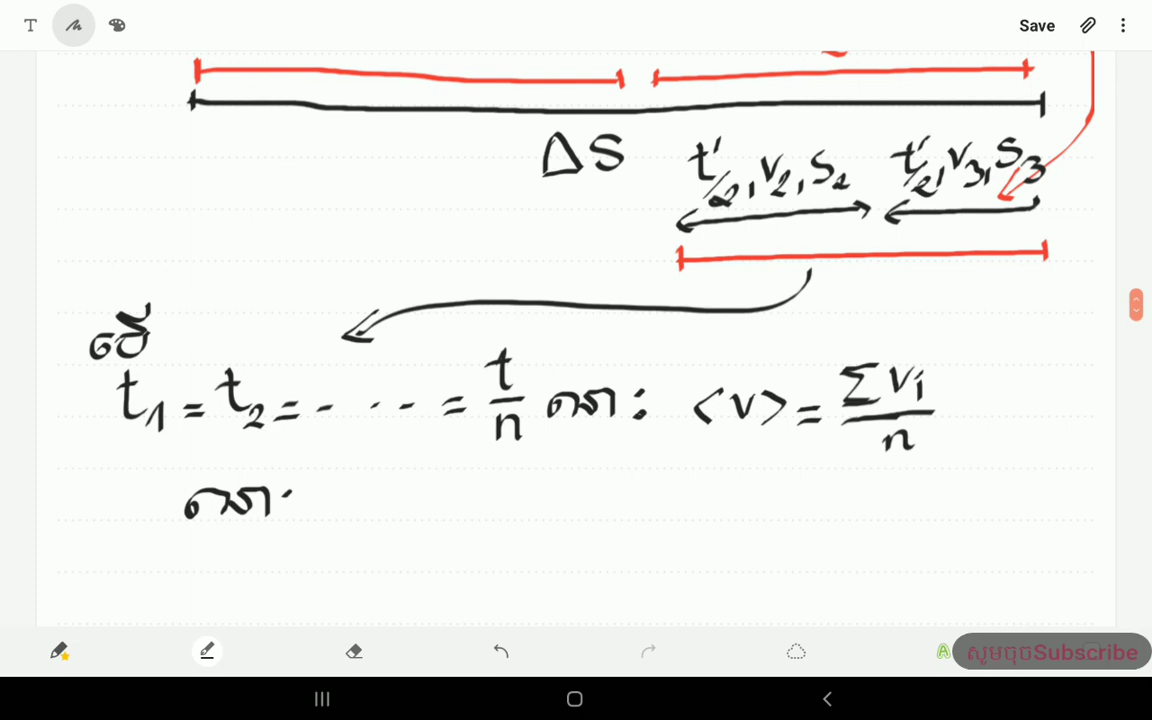 T
Save
ΔS
t'/2, v2, s2
t'/2, v3, s3
បើ
t1 = t2 = - · · - = t/n នោះ: <v> = Σvi/n
នោះ
A
សូមចុចSubscribe